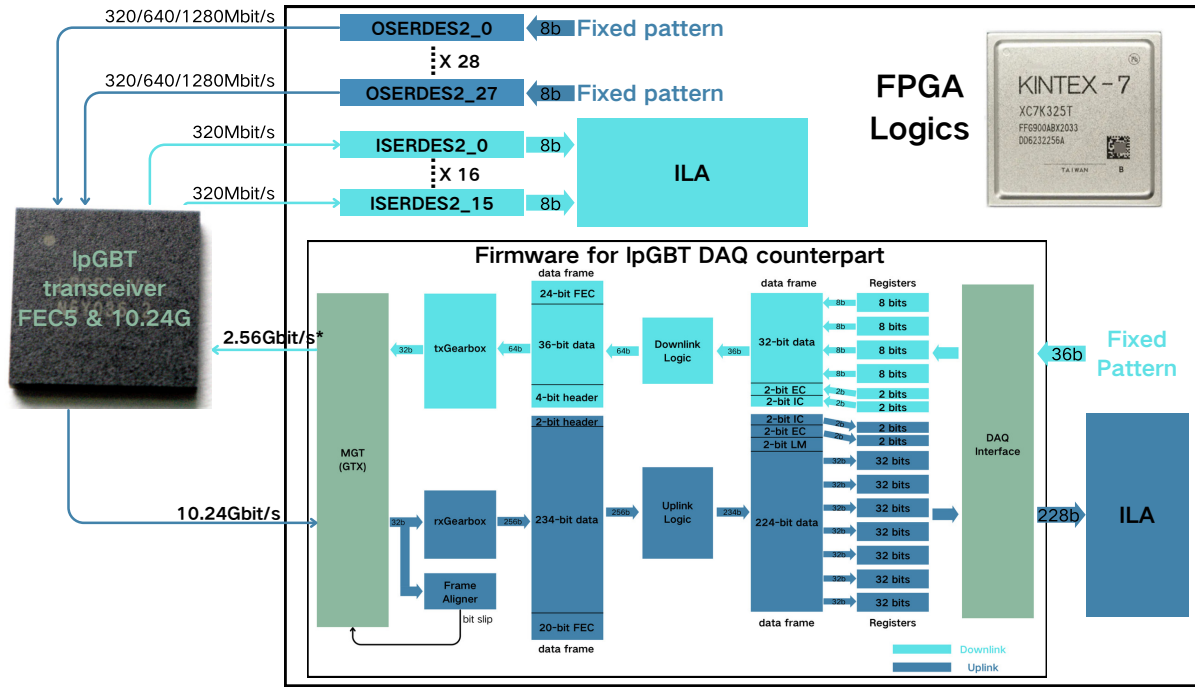 320/640/1280Mbit/s
OSERDES2_0
8b
Fixed pattern
X 28
320/640/1280Mbit/s
OSERDES2_27
8b
Fixed pattern
320Mbit/s
ISERDES2_0
8b
X 16
ILA
320Mbit/s
ISERDES2_15
8b
FPGA
Logics
KINTEX-7
XC7K325T
FFG900ABX2033
DD6232256A
TAIWAN
B
lpGBT
transceiver
FEC5 & 10.24G
2.56Gbit/s*
10.24Gbit/s
Firmware for lpGBT DAQ counterpart
MGT
(GTX)
32b
txGearbox
64b
data frame
24-bit FEC
36-bit data
4-bit header
64b
Downlink
Logic
36b
data frame
32-bit data
2-bit EC
2-bit IC
8b
8b
8b
8b
2b
2b
Registers
8 bits
8 bits
8 bits
8 bits
2 bits
2 bits
DAQ
Interface
36b
Fixed
Pattern
32b
rxGearbox
256b
Frame
Aligner
bit slip
2-bit header
234-bit data
20-bit FEC
data frame
256b
Uplink
Logic
234b
2-bit IC
2-bit EC
2-bit LM
224-bit data
data frame
2b
2b
32b
32b
32b
32b
32b
32b
32b
2 bits
2 bits
32 bits
32 bits
32 bits
32 bits
32 bits
32 bits
32 bits
Registers
228b
ILA
Downlink
Uplink